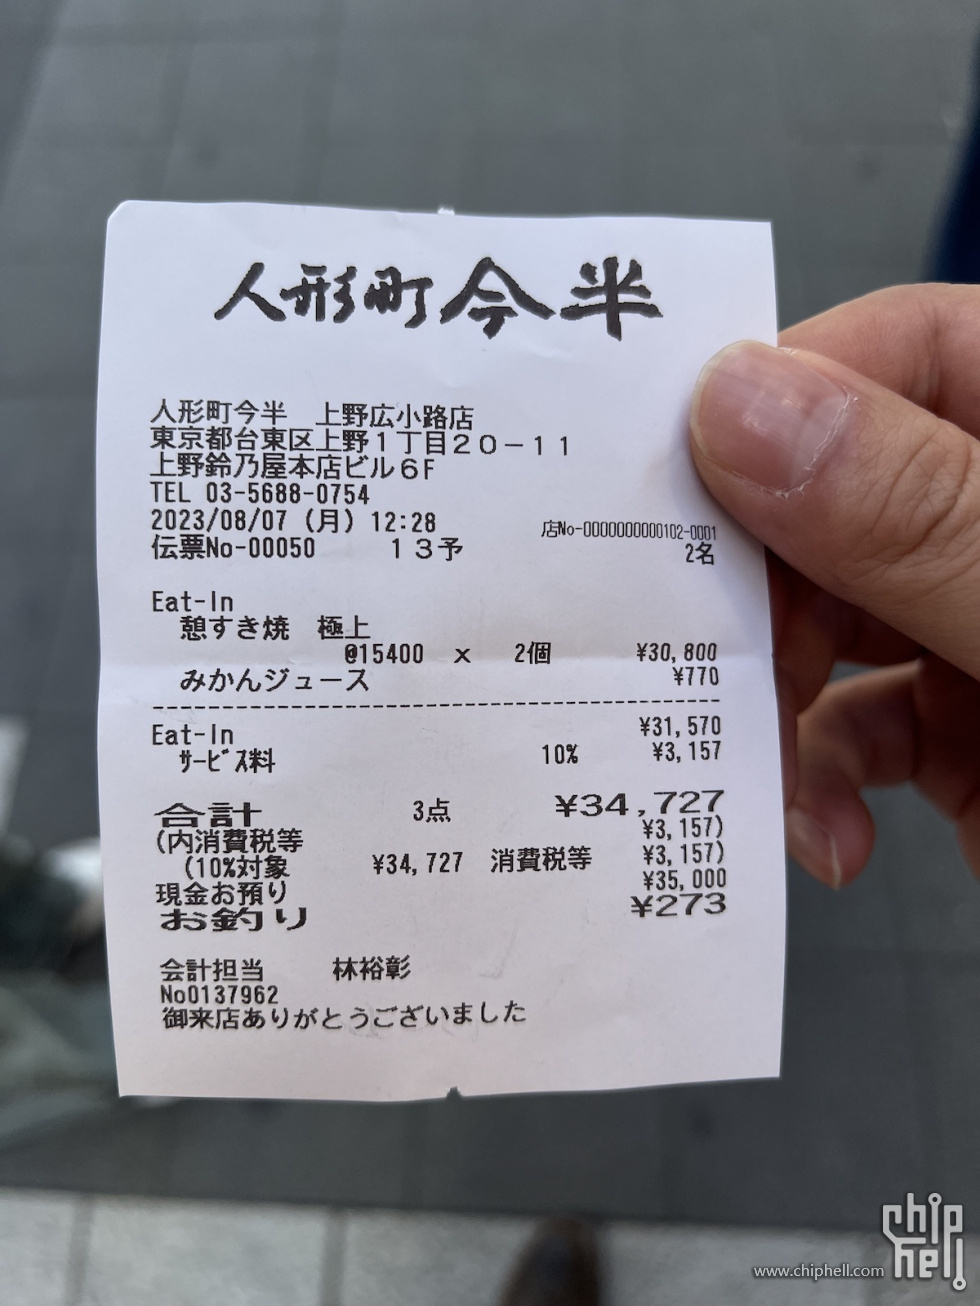 人形町今半
人形町今半　上野広小路店
東京都台東区上野１丁目２０－１１
上野鈴乃屋本店ビル６F
TEL 03-5688-0754
2023/08/07 (月) 12:28 店No-0000000000102-0001
伝票No-00050 １３予 2名
Eat-In
憩すき焼　極上
@15400 x 2個 ¥30,800
みかんジュース ¥770
Eat-In ¥31,570
ｻｰﾋﾞｽ料 10% ¥3,157
合計 3点 ¥34,727
(内消費税等 ¥3,157)
(10%対象 ¥34,727 消費税等 ¥3,157)
現金お預り ¥35,000
お釣り ¥273
会計担当 林裕彰
No0137962
御来店ありがとうございました
chip
hell
www.chiphell.com